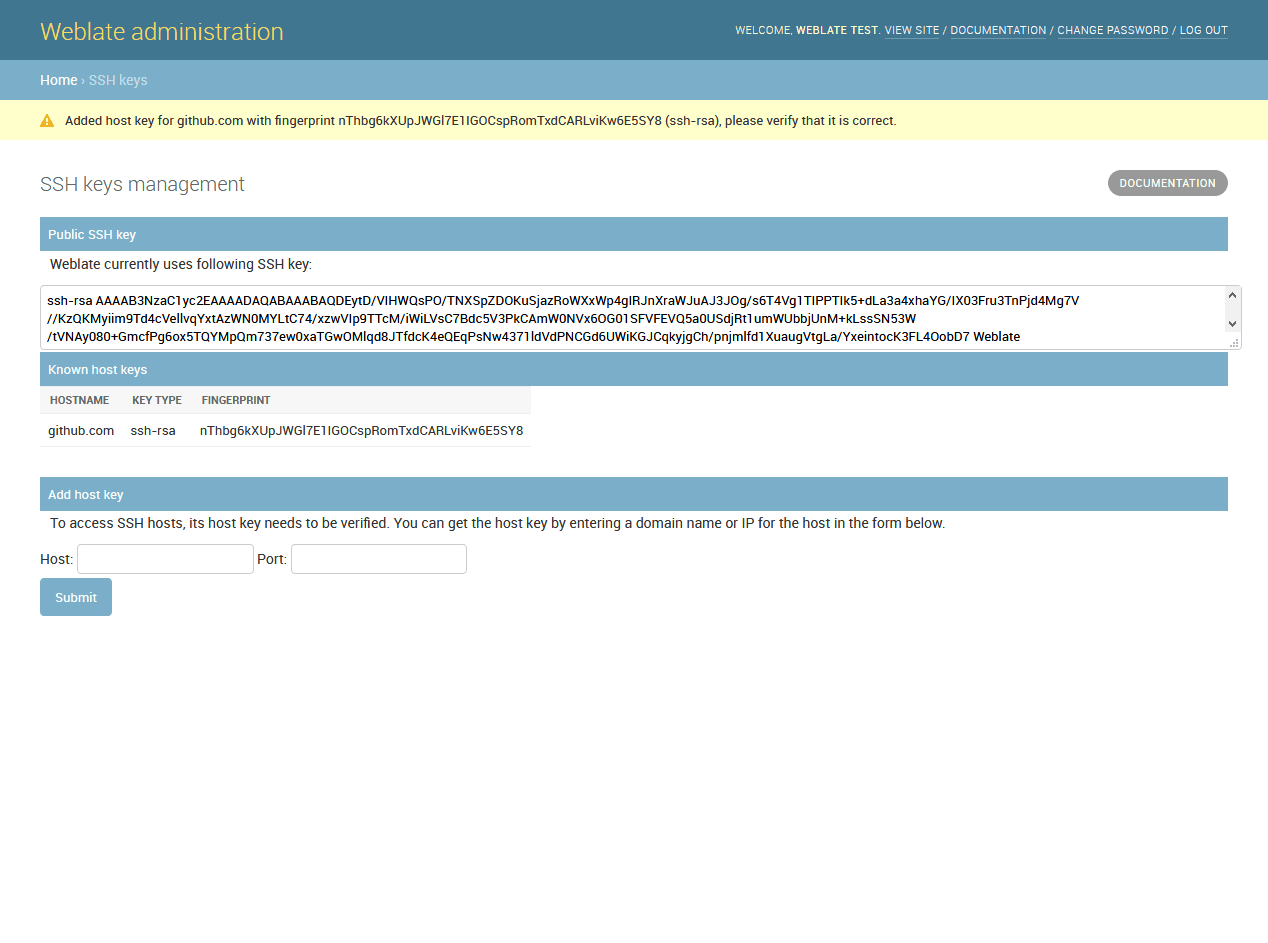 Weblate administration
WELCOME, WEBLATE TEST. VIEW SITE / DOCUMENTATION / CHANGE PASSWORD / LOG OUT
Home › SSH keys
Added host key for github.com with fingerprint nThbg6kXUpJWGl7E1IGOCspRomTxdCARLviKw6E5SY8 (ssh-rsa), please verify that it is correct.
SSH keys management
DOCUMENTATION
Public SSH key
Weblate currently uses following SSH key:
ssh-rsa AAAAB3NzaC1yc2EAAAADAQABAAABAQDEytD/VIHWQsPO/TNXSpZDOKuSjazRoWXxWp4gIRJnXraWJuAJ3JOg/s6T4Vg1TIPPTIk5+dLa3a4xhaYG/IX03Fru3TnPjd4Mg7V
//KzQKMyiim9Td4cVellvqYxtAzWN0MYLtC74/xzwVIp9TTcM/iWiLVsC7Bdc5V3PkCAmW0NVx6OG01SFVFEVQ5a0USdjRt1umWUbbjUnM+kLssSN53W
/tVNAy080+GmcfPg6ox5TQYMpQm737ew0xaTGwOMlqd8JTfdcK4eQEqPsNw4371ldVdPNCGd6UWiKGJCqkyjgCh/pnjmlfd1XuaugVtgLa/YxeintocK3FL4OobD7 Weblate
Known host keys
HOSTNAME KEY TYPE FINGERPRINT
github.com ssh-rsa nThbg6kXUpJWGl7E1IGOCspRomTxdCARLviKw6E5SY8
Add host key
To access SSH hosts, its host key needs to be verified. You can get the host key by entering a domain name or IP for the host in the form below.
Host: Port:
Submit